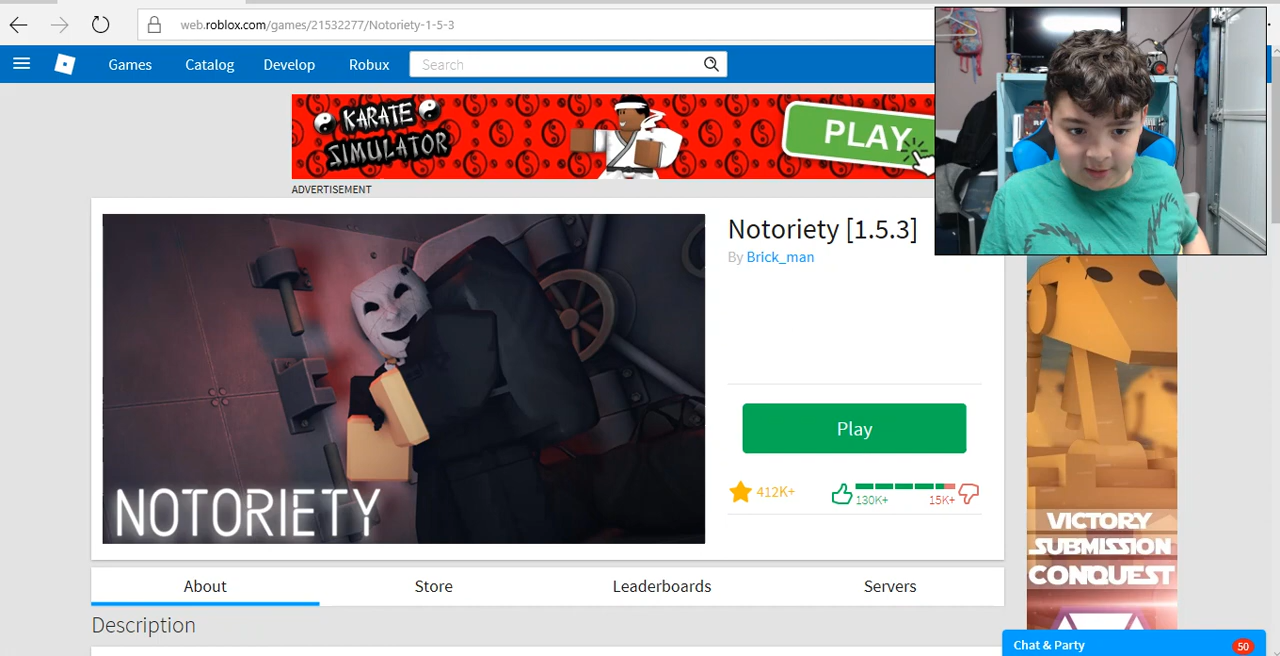 web.roblox.com/games/21532277/Notoriety-1-5-3
Games
Catalog
Develop
Robux
Search
KARATE
SIMULATOR
PLAY
ADVERTISEMENT
Notoriety [1.5.3]
By Brick_man
NOTORIETY
Play
412K+
130K+
15K+
VICTORY
SUBMISSION
CONQUEST
About
Store
Leaderboards
Servers
Description
Chat & Party
50